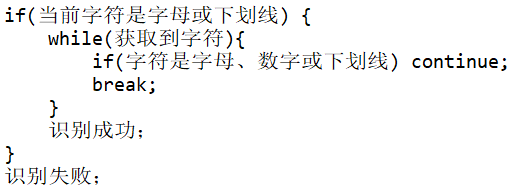 if(当前字符是字母或下划线) {
    while(获取到字符){
        if(字符是字母、数字或下划线) continue;
        break;
    }
    识别成功;
}
识别失败;